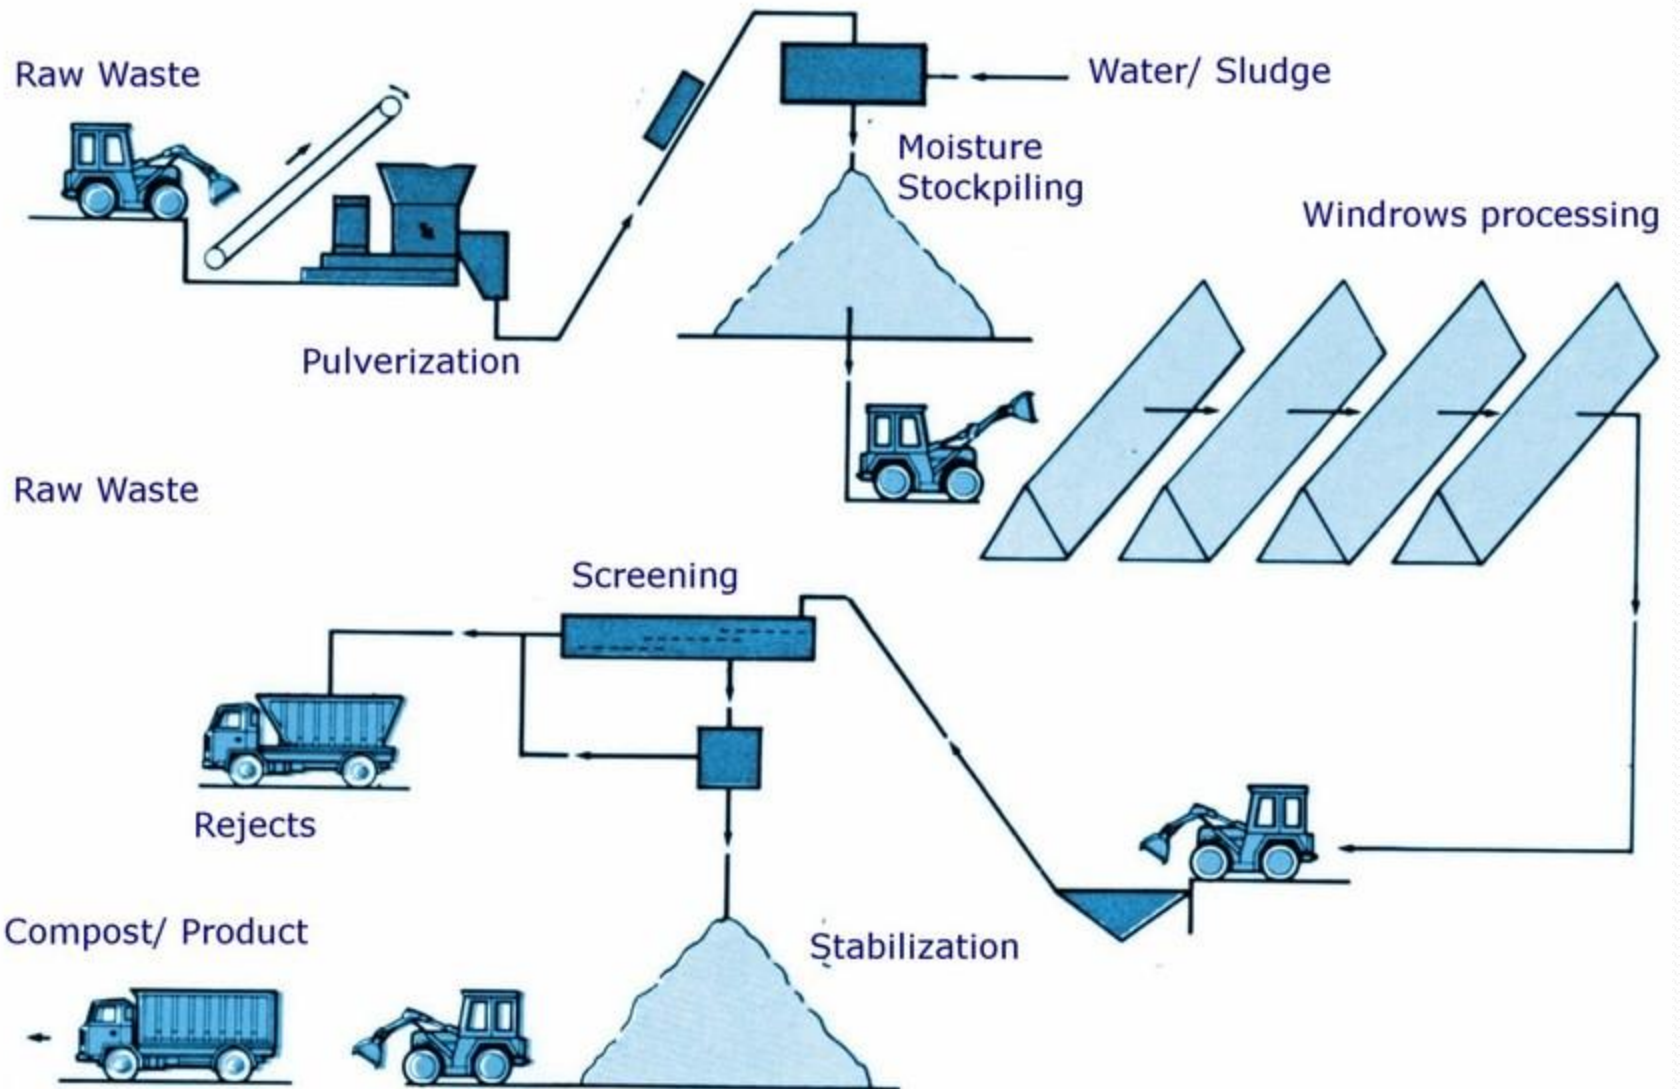 Raw Waste
Water/ Sludge
Moisture
Stockpiling
Windrows processing
Pulverization
Raw Waste
Screening
Rejects
Compost/ Product
Stabilization